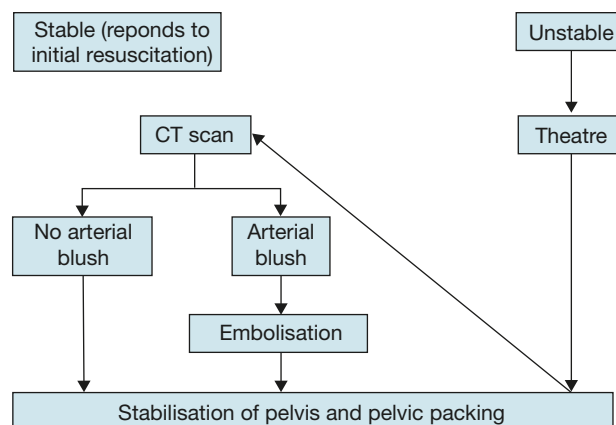 Stable (reponds to
initial resuscitation)
Unstable
CT scan
Theatre
No arterial
blush
Arterial
blush
Embolisation
Stabilisation of pelvis and pelvic packing